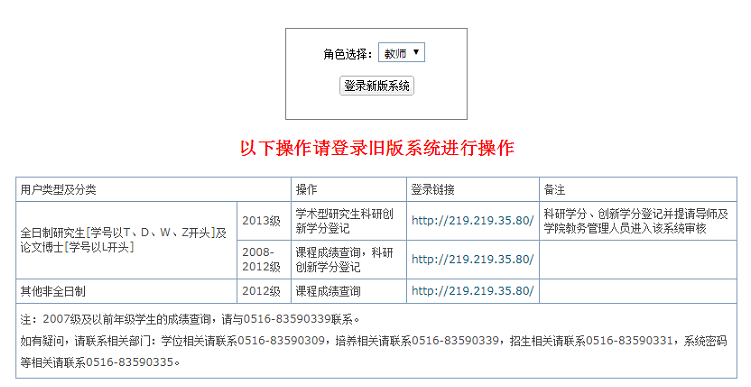 角色选择： 教师
登录新版系统
以下操作请登录旧版系统进行操作
用户类型及分类 操作 登录链接 备注
全日制研究生[学号以T、D、W、Z开头]及
论文博士[学号以L开头]
2013级
学术型研究生科研创
新学分登记
http://219.219.35.80/
科研学分、创新学分登记并提请导师及
学院教务管理人员进入该系统审核
2008-
2012级
课程成绩查询，科研
创新学分登记
http://219.219.35.80/
其他非全日制 2012级 课程成绩查询 http://219.219.35.80/
注：2007级及以前年级学生的成绩查询，请与0516-83590339联系。
如有疑问，请联系相关部门：学位相关请联系0516-83590309，培养相关请联系0516-83590339，招生相关请联系0516-83590331，系统密码
等相关请联系0516-83590335。